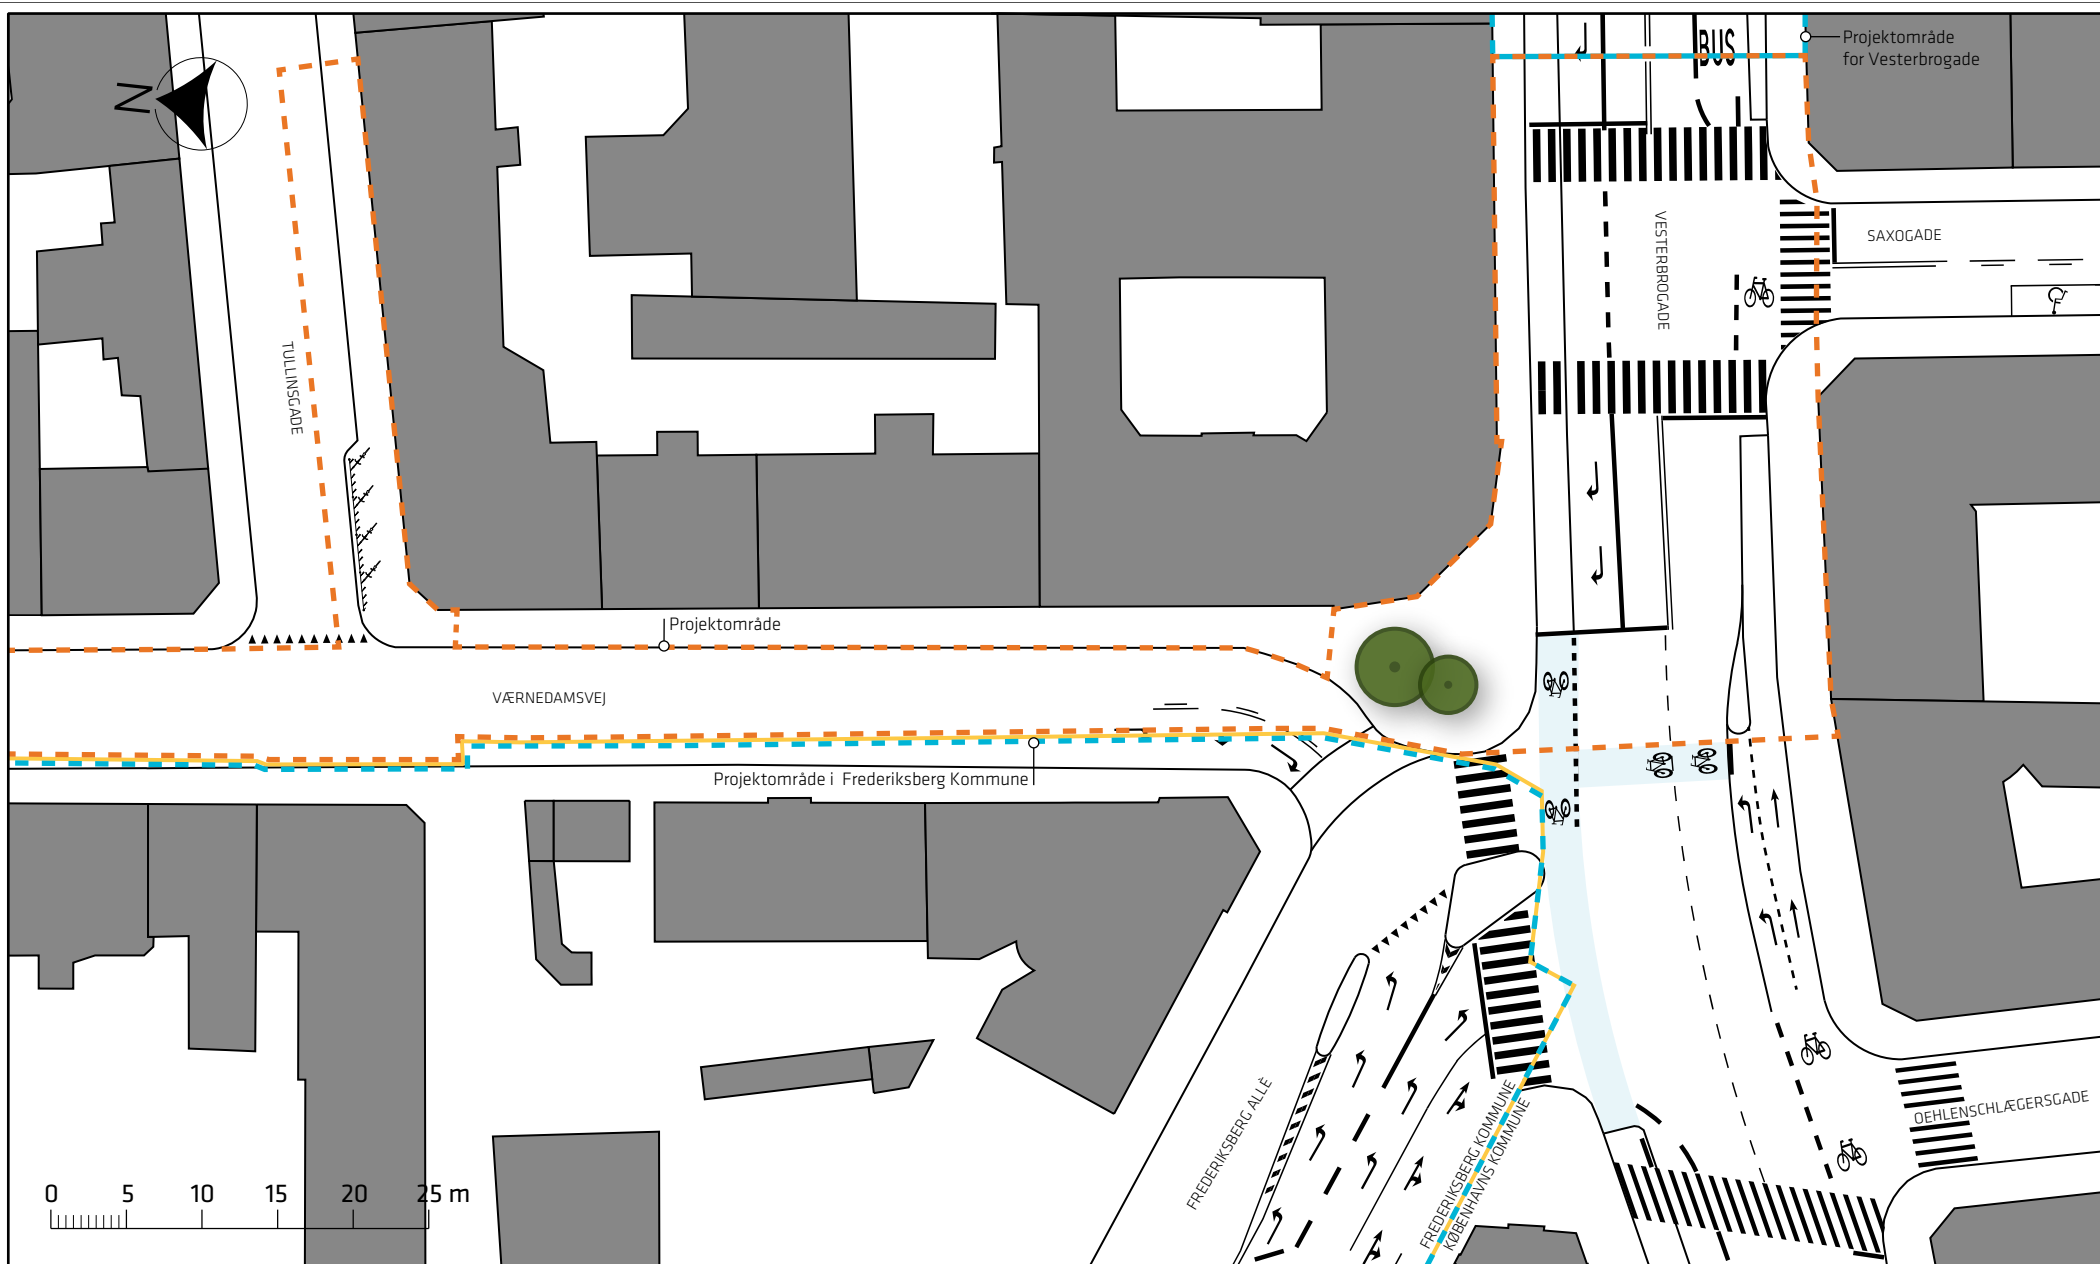 BUS
Projektområde
for Vesterbrogade
N
SAXOGADE
VESTERBROGADE
TULLINSGADE
Projektområde
VÆRNEDAMSVEJ
Projektområde i Frederiksberg Kommune
FREDERIKSBERG ALLÈ
FREDERIKSBERG KOMMUNE
KØBENHAVNS KOMMUNE
OEHLENSCHLÆGERSGADE
0 5 10 15 20 25 m